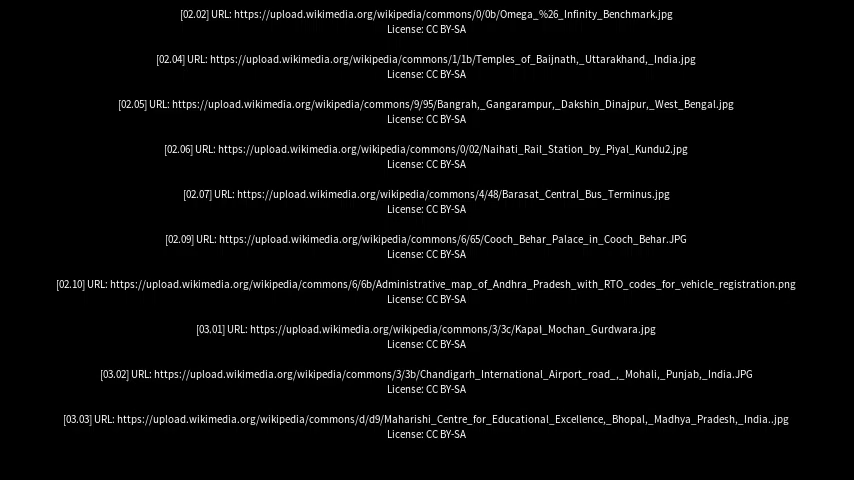 [02.02] URL: https://upload.wikimedia.org/wikipedia/commons/0/0b/Omega_%26_Infinity_Benchmark.jpg
License: CC BY-SA
[02.04] URL: https://upload.wikimedia.org/wikipedia/commons/1/1b/Temples_of_Baijnath,_Uttarakhand,_India.jpg
License: CC BY-SA
[02.05] URL: https://upload.wikimedia.org/wikipedia/commons/9/95/Bangrah,_Gangarampur,_Dakshin_Dinajpur,_West_Bengal.jpg
License: CC BY-SA
[02.06] URL: https://upload.wikimedia.org/wikipedia/commons/0/02/Naihati_Rail_Station_by_Piyal_Kundu2.jpg
License: CC BY-SA
[02.07] URL: https://upload.wikimedia.org/wikipedia/commons/4/48/Barasat_Central_Bus_Terminus.jpg
License: CC BY-SA
[02.09] URL: https://upload.wikimedia.org/wikipedia/commons/6/65/Cooch_Behar_Palace_in_Cooch_Behar.JPG
License: CC BY-SA
[02.10] URL: https://upload.wikimedia.org/wikipedia/commons/6/6b/Administrative_map_of_Andhra_Pradesh_with_RTO_codes_for_vehicle_registration.png
License: CC BY-SA
[03.01] URL: https://upload.wikimedia.org/wikipedia/commons/3/3c/Kapal_Mochan_Gurdwara.jpg
License: CC BY-SA
[03.02] URL: https://upload.wikimedia.org/wikipedia/commons/3/3b/Chandigarh_International_Airport_road_,_Mohali,_Punjab,_India.JPG
License: CC BY-SA
[03.03] URL: https://upload.wikimedia.org/wikipedia/commons/d/d9/Maharishi_Centre_for_Educational_Excellence,_Bhopal,_Madhya_Pradesh,_India..jpg
License: CC BY-SA